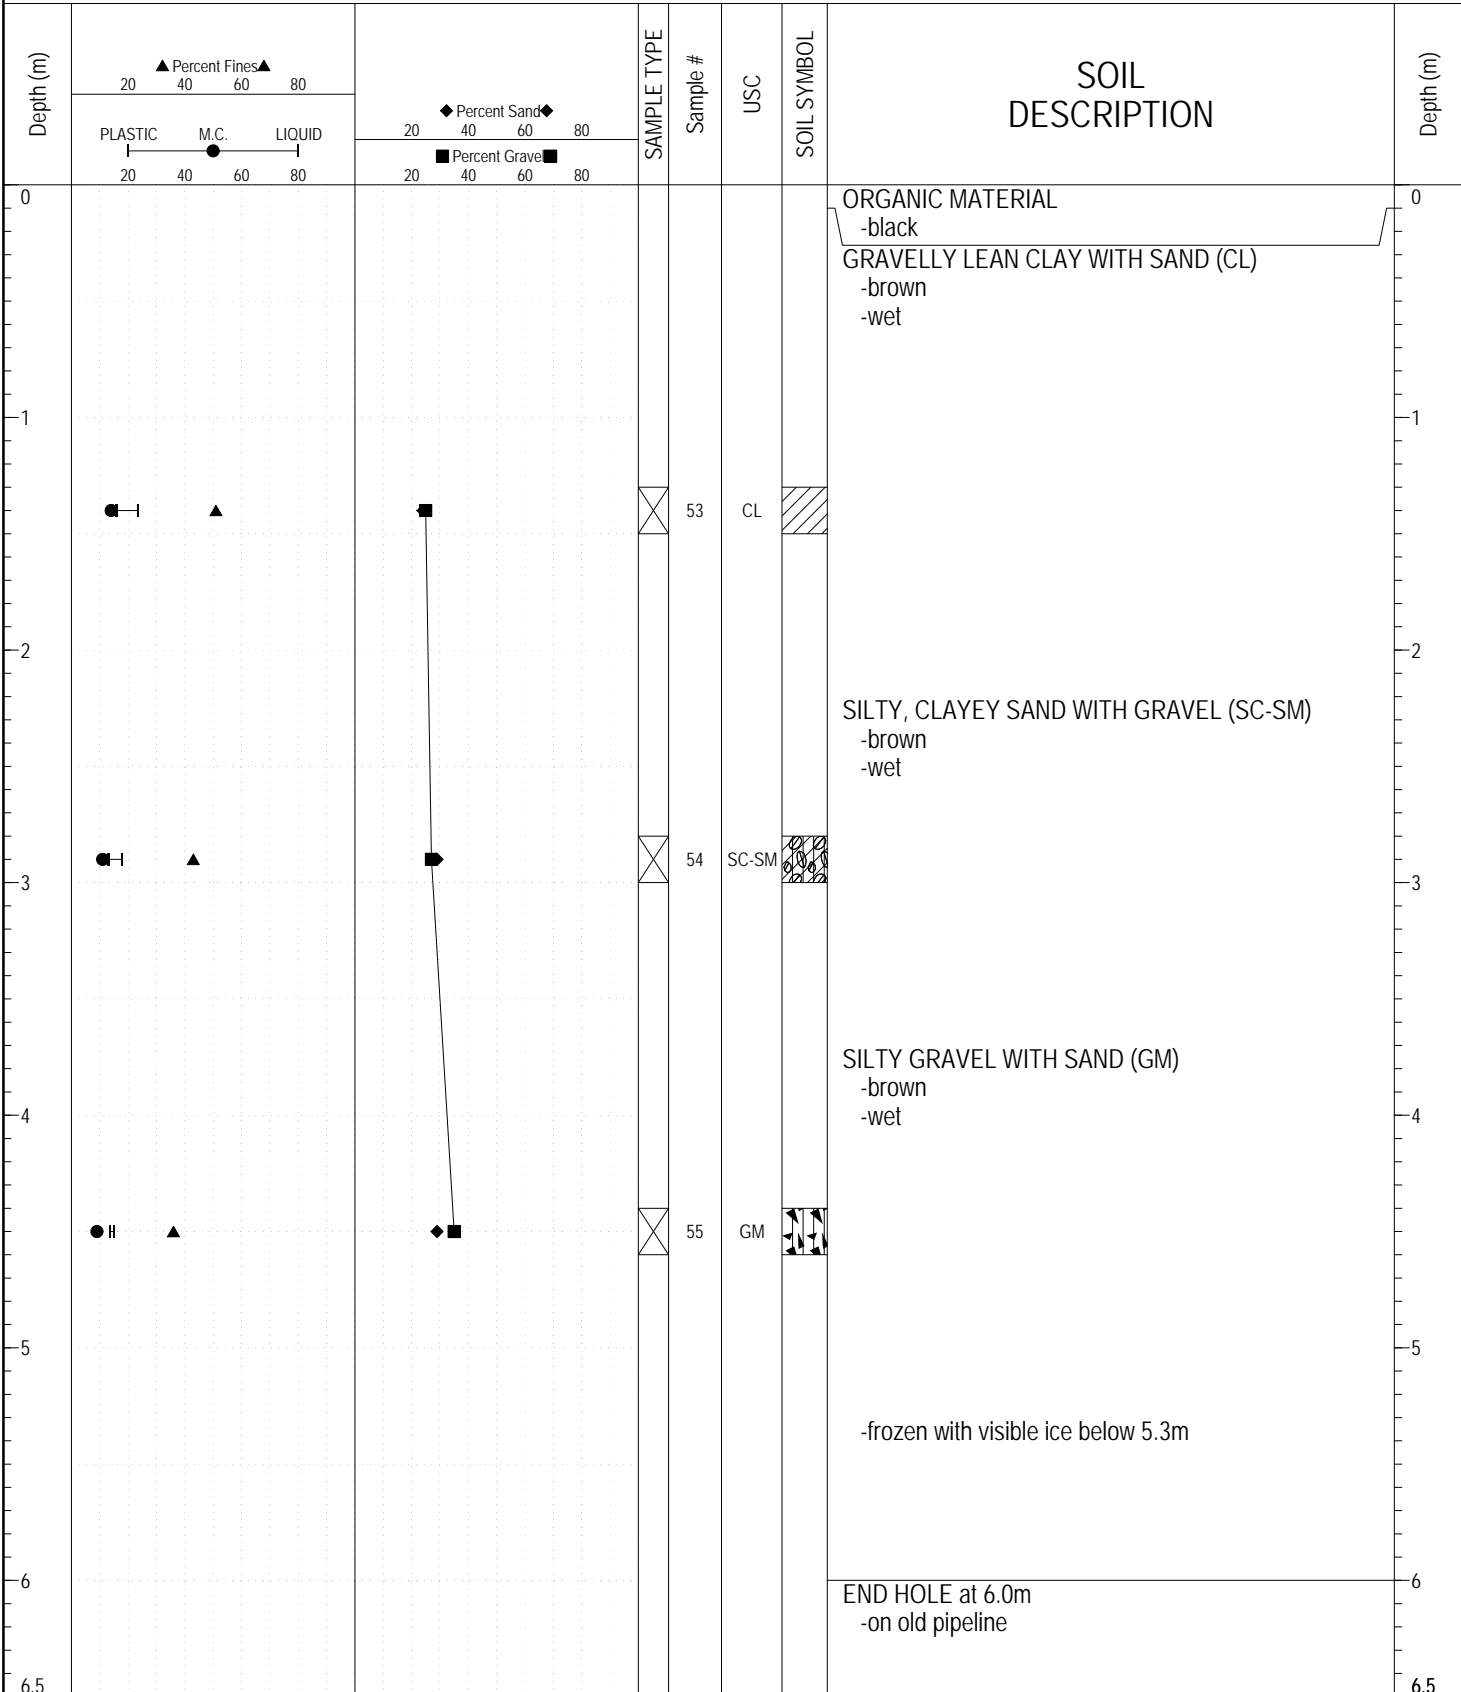 Depth (m)
▲ Percent Fines▲
20 40 60 80
PLASTIC M.C. LIQUID
20 40 60 80
◆ Percent Sand◆
20 40 60 80
■ Percent Gravel■
20 40 60 80
SAMPLE TYPE
Sample #
USC
SOIL SYMBOL
SOIL
DESCRIPTION
Depth (m)
0 0
ORGANIC MATERIAL
-black
GRAVELLY LEAN CLAY WITH SAND (CL)
-brown
-wet
1 1
53 CL
2 2
SILTY, CLAYEY SAND WITH GRAVEL (SC-SM)
-brown
-wet
54 SC-SM
3 3
SILTY GRAVEL WITH SAND (GM)
-brown
-wet
4 4
55 GM
5 5
-frozen with visible ice below 5.3m
6 6
END HOLE at 6.0m
-on old pipeline
6.5 6.5